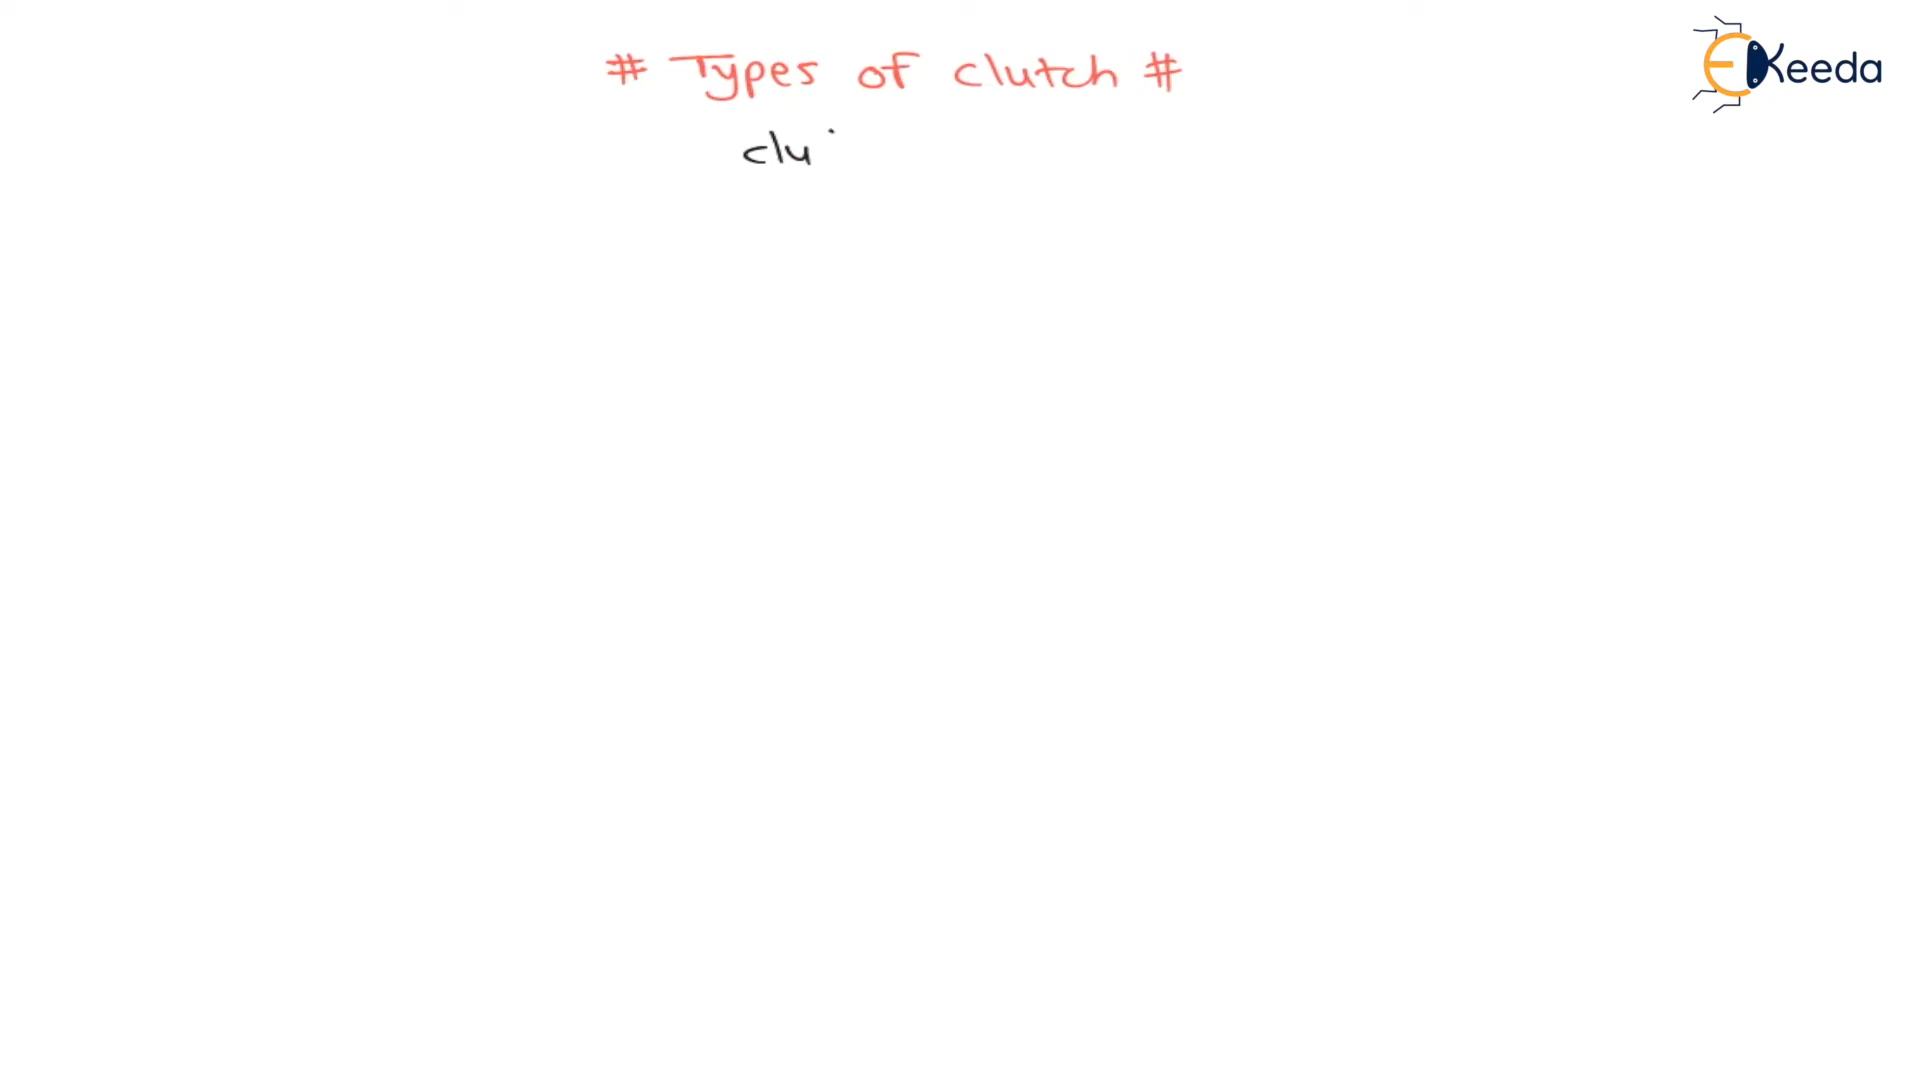 # Types of clutch #
clu
EKeeda